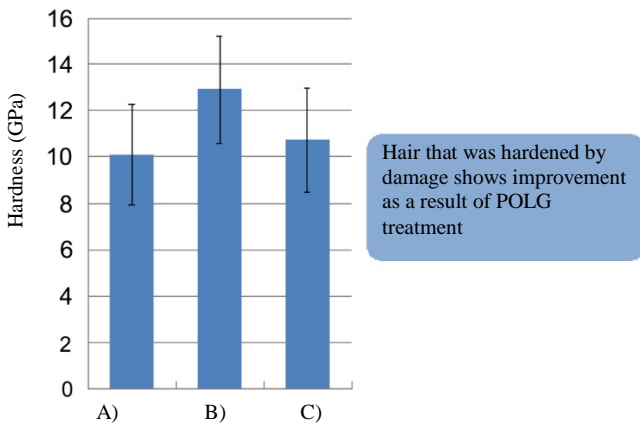 16
14
12
10
8
6
4
2
0
Hardness (GPa)
A)
B)
C)
Hair that was hardened by
damage shows improvement
as a result of POLG
treatment